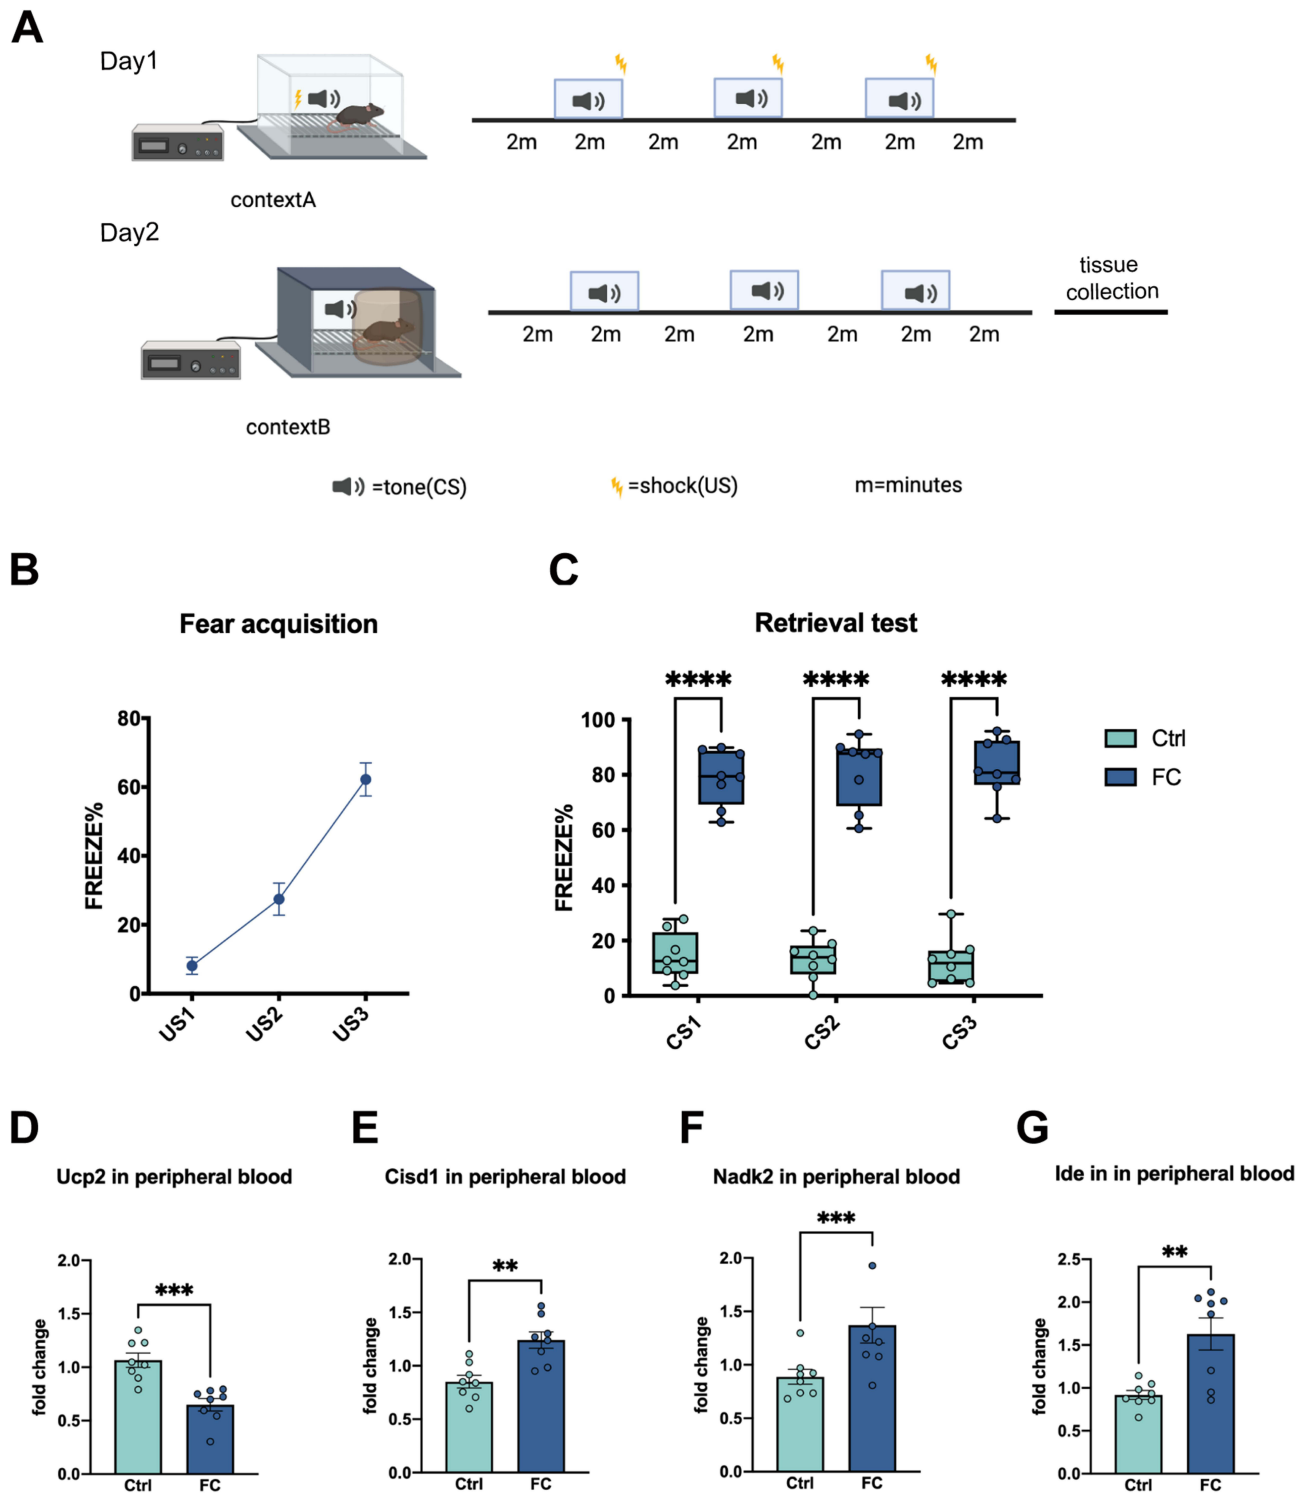 A
Day1
2m 2m 2m 2m 2m 2m 2m
contextA
Day2
tissue
collection
2m 2m 2m 2m 2m 2m 2m
contextB
=tone(CS) =shock(US) m=minutes
B
Fear acquisition
FREEZE%
80
60
40
20
0
US1 US2 US3
C
Retrieval test
**** **** ****
FREEZE%
100
80
60
40
20
0
CS1 CS2 CS3
Ctrl
FC
D
Ucp2 in peripheral blood
***
fold change
2.0
1.5
1.0
0.5
0.0
Ctrl FC
E
Cisd1 in peripheral blood
**
fold change
2.0
1.5
1.0
0.5
0.0
Ctrl FC
F
Nadk2 in peripheral blood
***
fold change
2.0
1.5
1.0
0.5
0.0
Ctrl FC
G
Ide in in peripheral blood
**
fold change
2.5
2.0
1.5
1.0
0.5
0.0
Ctrl FC